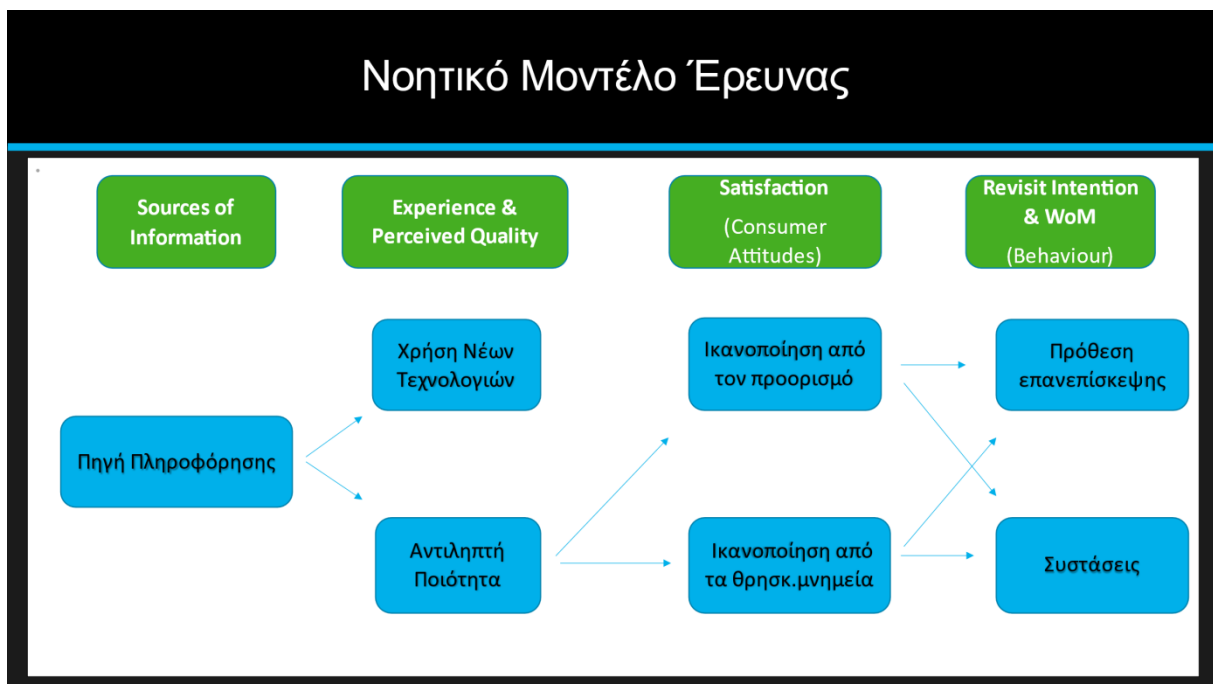 Νοητικό Μοντέλο Έρευνας
Sources of
Information
Experience &
Perceived Quality
Satisfaction
(Consumer
Attitudes)
Revisit Intention
& WoM
(Behaviour)
Χρήση Νέων
Τεχνολογιών
Ικανοποίηση από
τον προορισμό
Πρόθεση
επανεπίσκεψης
Πηγή Πληροφόρησης
Αντιληπτή
Ποιότητα
Ικανοποίηση από
τα θρησκ.μνημεία
Συστάσεις